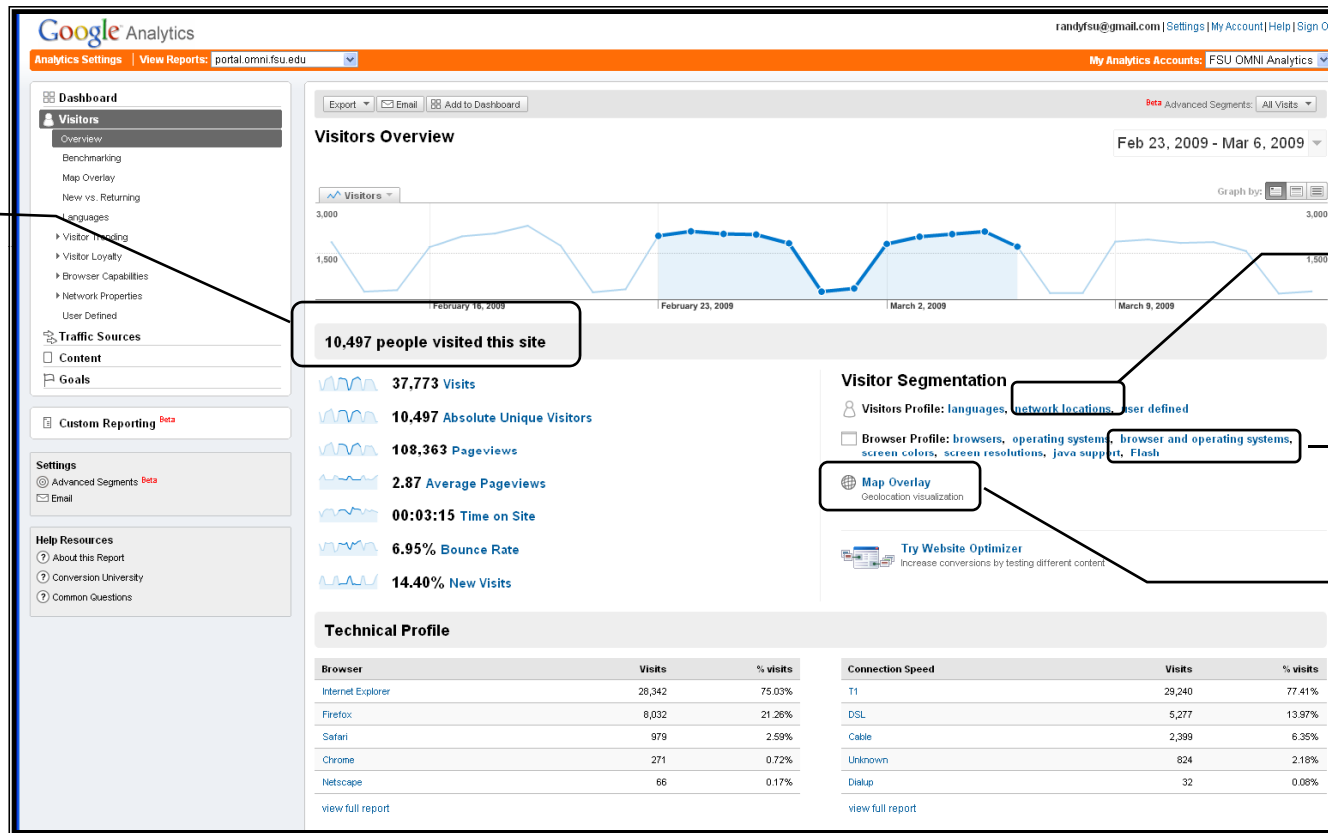 Google Analytics
randyfsu@gmail.com | Settings | My Account | Help | Sign O
Analytics Settings | View Reports: portal.omni.fsu.edu
My Analytics Accounts: FSU OMNI Analytics
Dashboard
Visitors
Overview
Benchmarking
Map Overlay
New vs. Returning
Languages
Visitor Trending
Visitor Loyalty
Browser Capabilities
Network Properties
User Defined
Traffic Sources
Content
Goals
Custom Reporting Beta
Settings
Advanced Segments Beta
Email
Help Resources
About this Report
Conversion University
Common Questions
Export Email Add to Dashboard
Beta Advanced Segments: All Visits
Visitors Overview
Feb 23, 2009 - Mar 6, 2009
Visitors
Graph by:
3,000 3,000
1,500 1,500
February 16, 2009 February 23, 2009 March 2, 2009 March 9, 2009
10,497 people visited this site
37,773 Visits
10,497 Absolute Unique Visitors
108,363 Pageviews
2.87 Average Pageviews
00:03:15 Time on Site
6.95% Bounce Rate
14.40% New Visits
Visitor Segmentation
Visitors Profile: languages, network locations, user defined
Browser Profile: browsers, operating systems, browser and operating systems,
screen colors, screen resolutions, java support, Flash
Map Overlay
Geolocation visualization
Try Website Optimizer
Increase conversions by testing different content
Technical Profile
Browser Visits % visits
Internet Explorer 28,342 75.03%
Firefox 8,032 21.26%
Safari 979 2.59%
Chrome 271 0.72%
Netscape 66 0.17%
view full report
Connection Speed Visits % visits
T1 29,240 77.41%
DSL 5,277 13.97%
Cable 2,399 6.35%
Unknown 824 2.18%
Dialup 32 0.08%
view full report